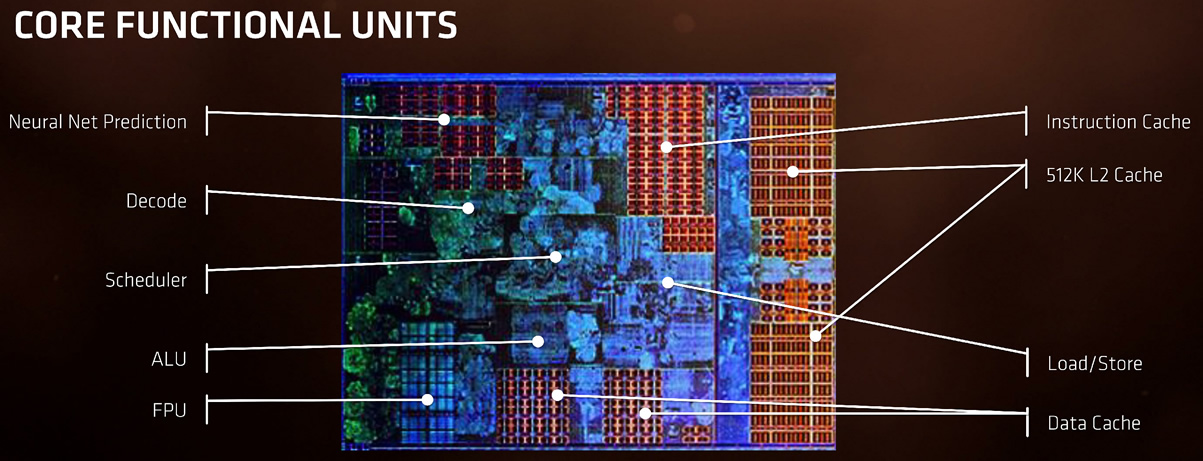 CORE FUNCTIONAL UNITS
Neural Net Prediction
Decode
Scheduler
ALU
FPU
Instruction Cache
512K L2 Cache
Load/Store
Data Cache